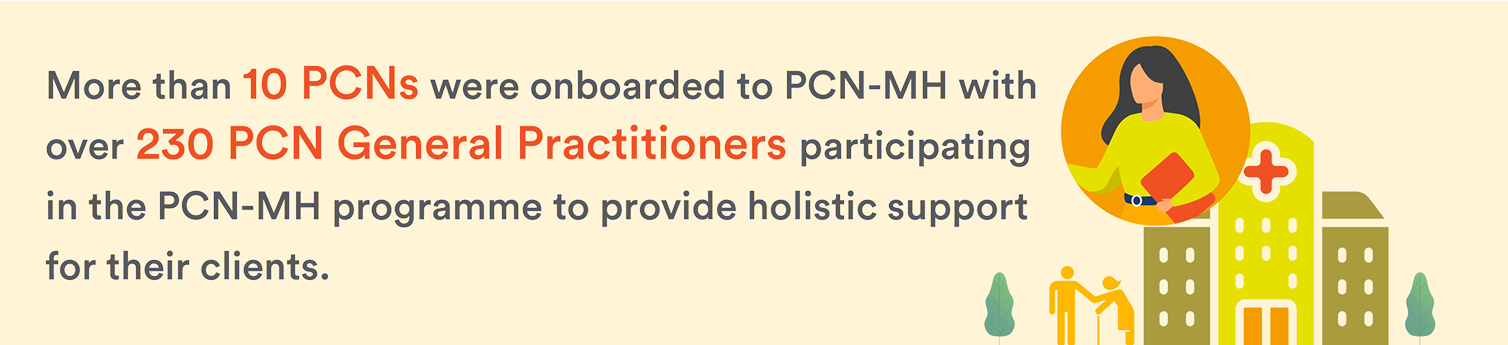 More than 10 PCNs were onboarded to PCN-MH with
over 230 PCN General Practitioners participating
in the PCN-MH programme to provide holistic support
for their clients.